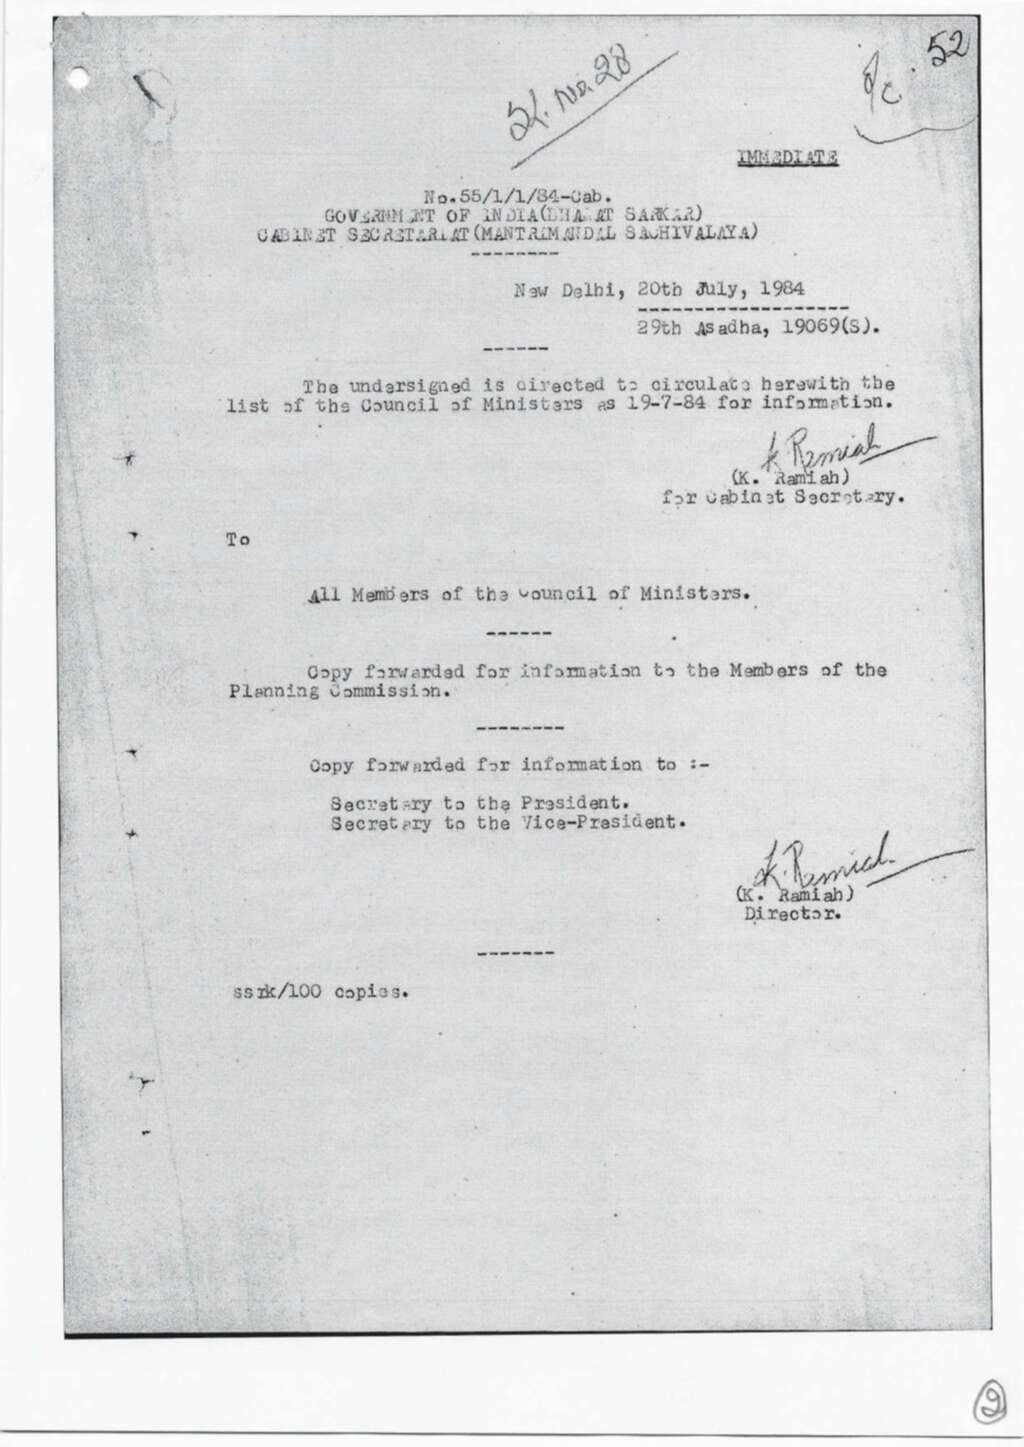 Sl. No. 28
52
IMMEDIATE
No.55/1/1/84-Cab.
GOVERNMENT OF INDIA(BHARAT SARKAR)
CABINET SECRETARIAT(MANTRIMANDAL SACHIVALAYA)
--------
New Delhi, 20th July, 1984
-------------------
29th Asadha, 19069(S).
------
The undersigned is directed to circulate herewith the
list of the Council of Ministers as 19-7-84 for information.
K. Ramiah
(K. Ramiah)
for Cabinet Secretary.
To
All Members of the Council of Ministers.
------
Copy forwarded for information to the Members of the
Planning Commission.
--------
Copy forwarded for information to :-
Secretary to the President.
Secretary to the Vice-President.
K. Ramiah
(K. Ramiah)
Director.
-------
ssrk/100 copies.
2